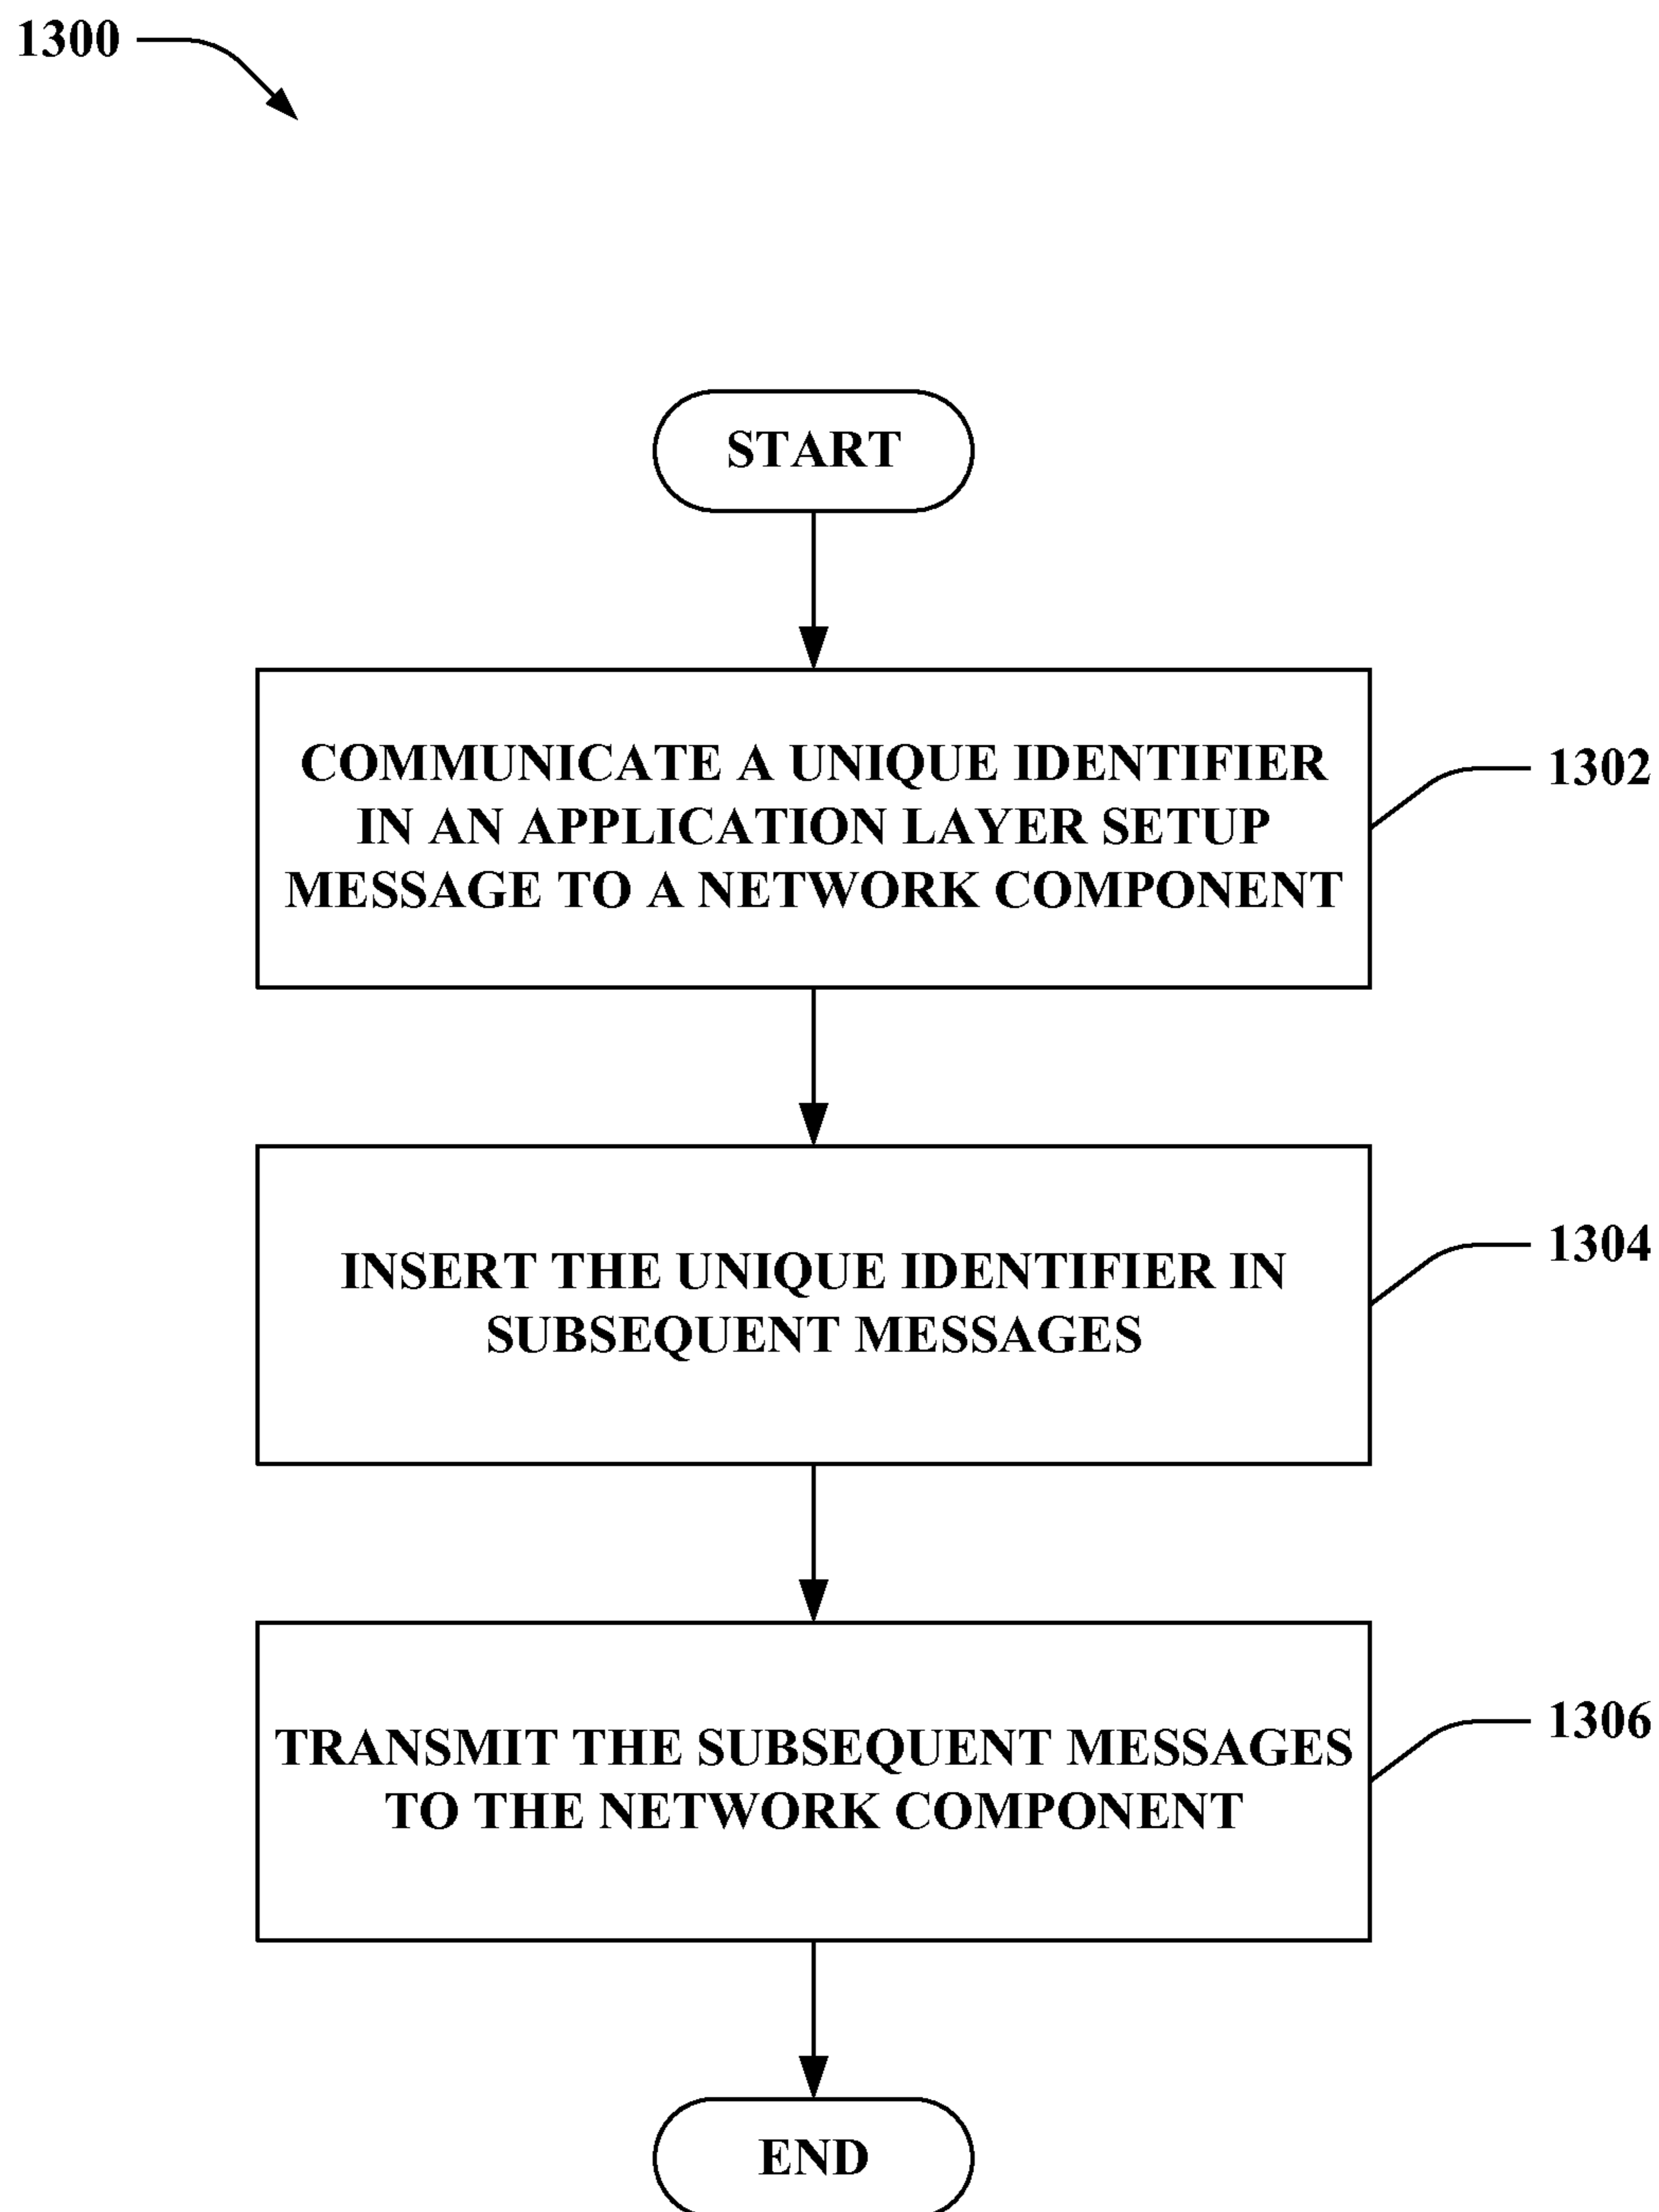 1300
START
COMMUNICATE A UNIQUE IDENTIFIER
IN AN APPLICATION LAYER SETUP
MESSAGE TO A NETWORK COMPONENT
1302
INSERT THE UNIQUE IDENTIFIER IN
SUBSEQUENT MESSAGES
1304
TRANSMIT THE SUBSEQUENT MESSAGES
TO THE NETWORK COMPONENT
1306
END